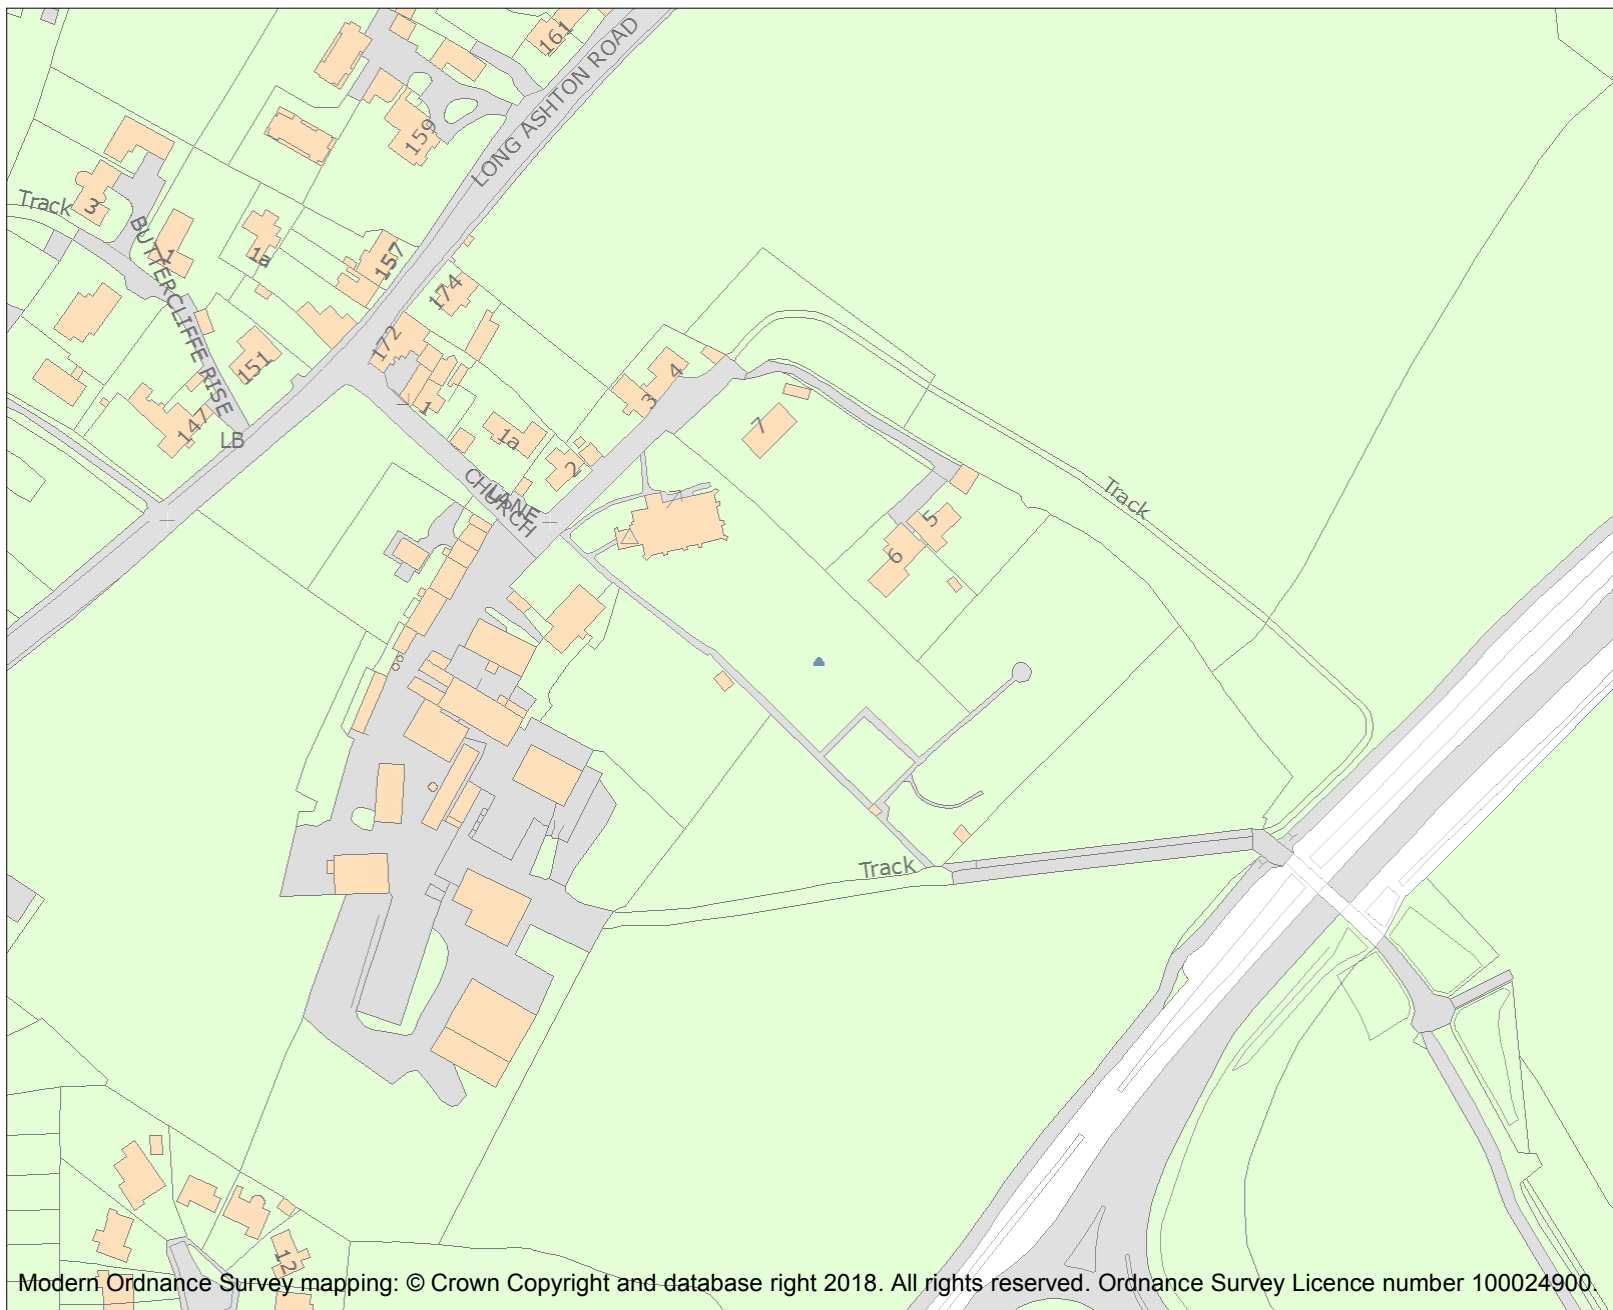 161
LONG ASHTON ROAD
159
Track
3
BUTTERCLIFFE RISE
1
1a
157
174
172
151
147
LB
1
1a
2
3
4
7
CHURCH
LANE
5
6
Track
Track
12
Modern Ordnance Survey mapping: © Crown Copyright and database right 2018. All rights reserved. Ordnance Survey Licence number 100024900.